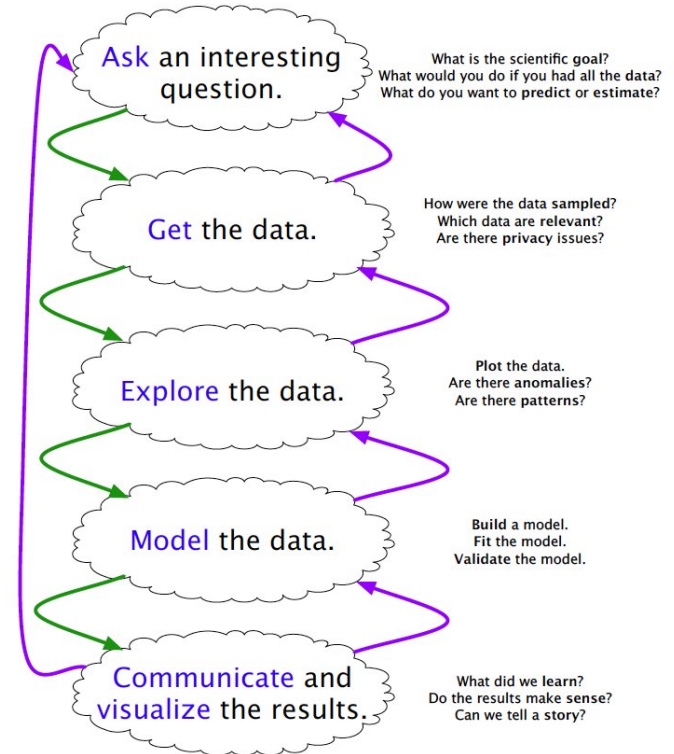 Ask an interesting
question.
What is the scientific goal?
What would you do if you had all the data?
What do you want to predict or estimate?
Get the data.
How were the data sampled?
Which data are relevant?
Are there privacy issues?
Explore the data.
Plot the data.
Are there anomalies?
Are there patterns?
Model the data.
Build a model.
Fit the model.
Validate the model.
Communicate and
visualize the results.
What did we learn?
Do the results make sense?
Can we tell a story?